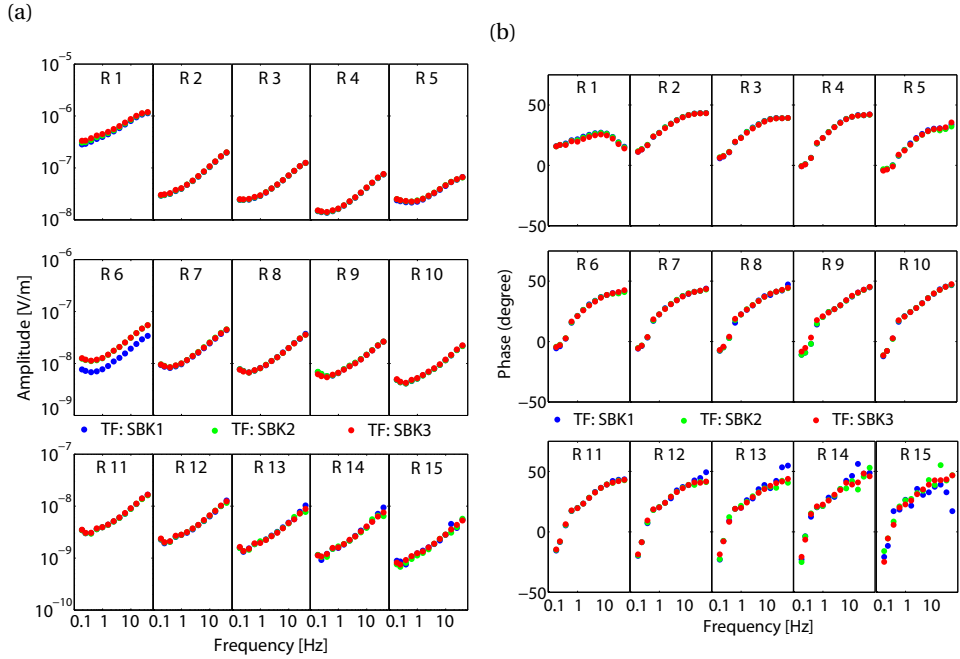 (a)
R 1 R 2 R 3 R 4 R 5
10⁻⁵
10⁻⁶
10⁻⁷
10⁻⁸
R 6 R 7 R 8 R 9 R 10
10⁻⁶
10⁻⁷
10⁻⁸
10⁻⁹
Amplitude [V/m]
TF: SBK1 TF: SBK2 TF: SBK3
R 11 R 12 R 13 R 14 R 15
10⁻⁷
10⁻⁸
10⁻⁹
10⁻¹⁰
0.1 1 10 0.1 1 10 0.1 1 10 0.1 1 10 0.1 1 10
Frequency [Hz]
(b)
R 1 R 2 R 3 R 4 R 5
50
0
−50
R 6 R 7 R 8 R 9 R 10
50
0
−50
Phase (degree)
TF: SBK1 TF: SBK2 TF: SBK3
R 11 R 12 R 13 R 14 R 15
50
0
−50
0.1 1 10 0.1 1 10 0.1 1 10 0.1 1 10 0.1 1 10
Frequency [Hz]